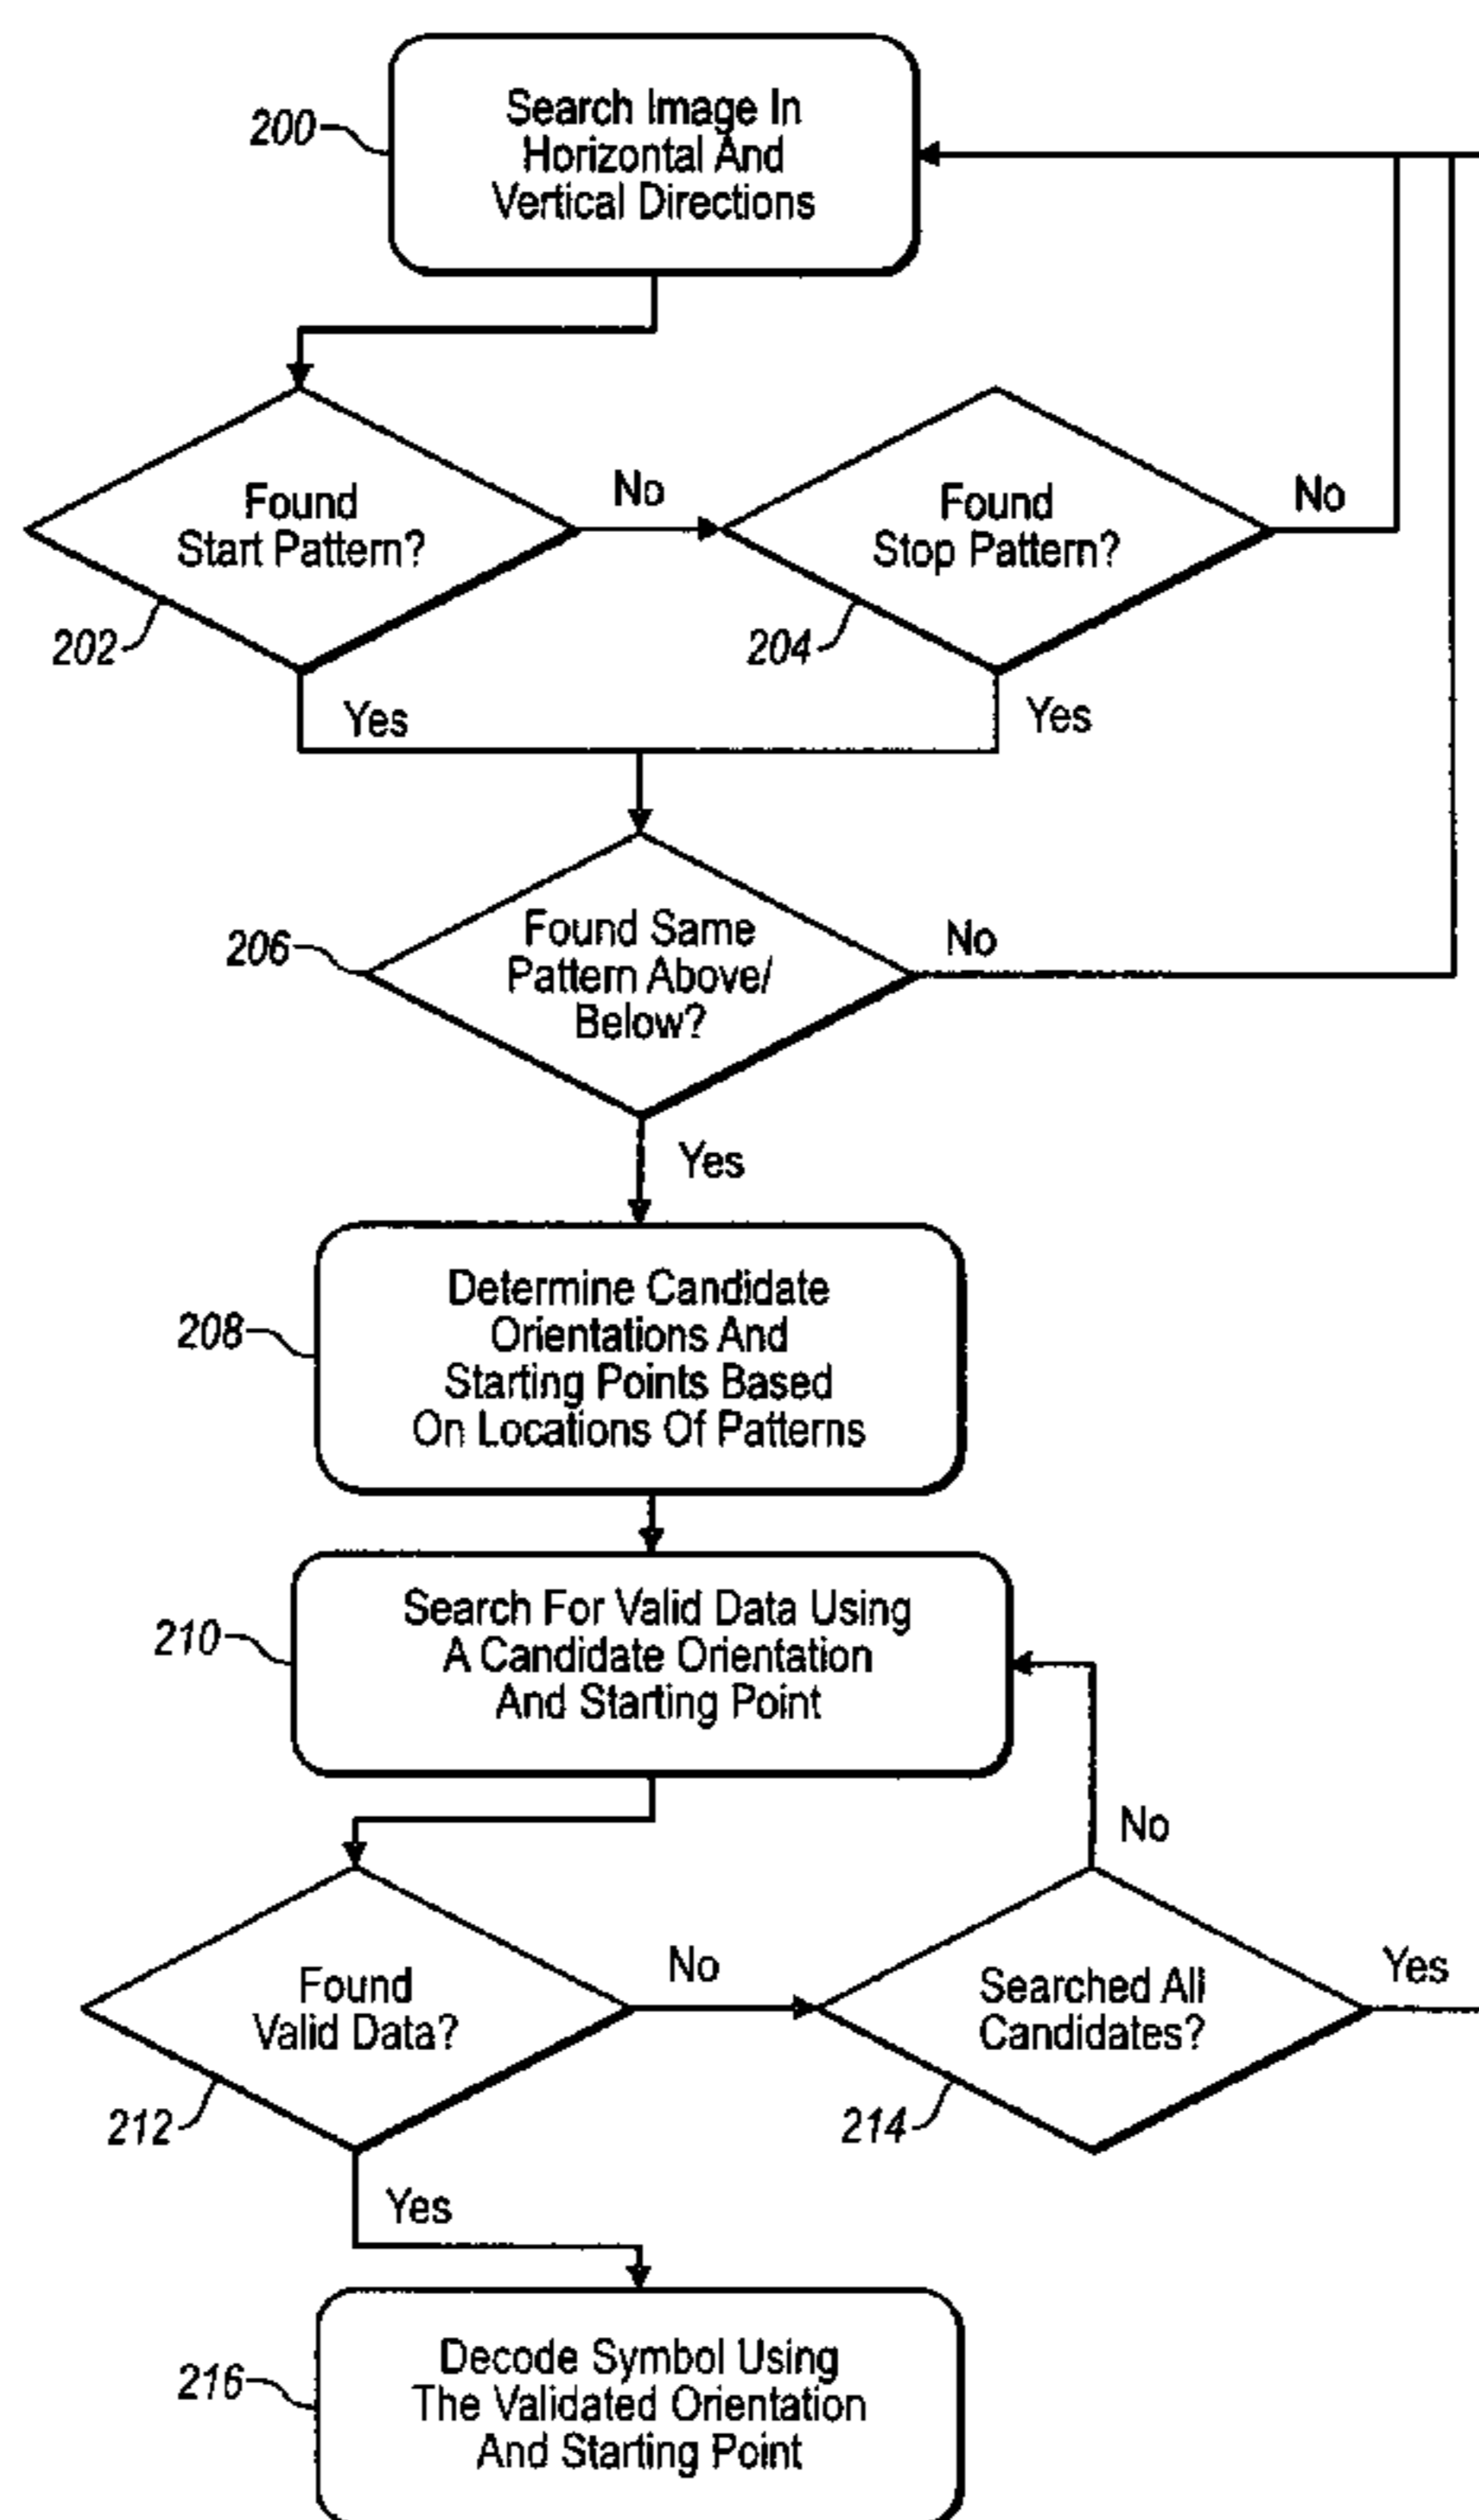 200
Search Image In
Horizontal And
Vertical Directions
Found
Start Pattern?
No
Found
Stop Pattern?
No
202
204
Yes
Yes
206
Found Same
Pattern Above/
Below?
No
Yes
208
Determine Candidate
Orientations And
Starting Points Based
On Locations Of Patterns
210
Search For Valid Data Using
A Candidate Orientation
And Starting Point
No
Found
Valid Data?
No
Searched All
Candidates?
Yes
212
214
Yes
216
Decode Symbol Using
The Validated Orientation
And Starting Point